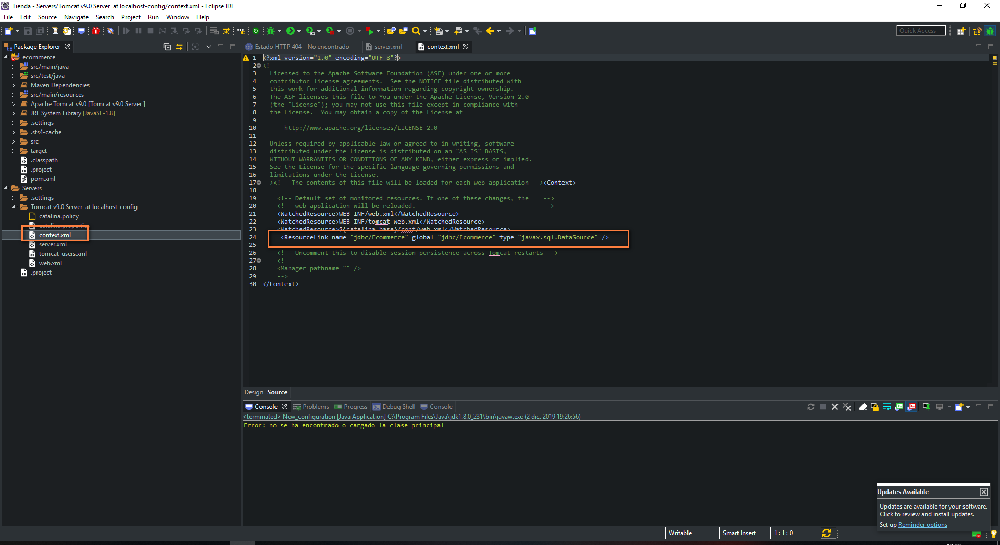 Tienda - Servers/Tomcat v9.0 Server at localhost-config/context.xml - Eclipse IDE
File Edit Source Navigate Search Project Run Window Help
Quick Access
Package Explorer
ecommerce
src/main/java
src/test/java
Maven Dependencies
src/main/resources
Apache Tomcat v9.0 [Tomcat v9.0 Server ]
JRE System Library [JavaSE-1.8]
.settings
.sts4-cache
src
target
.classpath
.project
pom.xml
Servers
.settings
Tomcat v9.0 Server at localhost-config
catalina.policy
catalina.properties
context.xml
server.xml
tomcat-users.xml
web.xml
.project
Estado HTTP 404 – No encontrado server.xml context.xml
1 <?xml version="1.0" encoding="UTF-8"?>
2 <!--
3 Licensed to the Apache Software Foundation (ASF) under one or more
4 contributor license agreements. See the NOTICE file distributed with
5 this work for additional information regarding copyright ownership.
6 The ASF licenses this file to You under the Apache License, Version 2.0
7 (the "License"); you may not use this file except in compliance with
8 the License. You may obtain a copy of the License at
9
10 http://www.apache.org/licenses/LICENSE-2.0
11
12 Unless required by applicable law or agreed to in writing, software
13 distributed under the License is distributed on an "AS IS" BASIS,
14 WITHOUT WARRANTIES OR CONDITIONS OF ANY KIND, either express or implied.
15 See the License for the specific language governing permissions and
16 limitations under the License.
17 --><!-- The contents of this file will be loaded for each web application --><Context>
18
19 <!-- Default set of monitored resources. If one of these changes, the -->
20 <!-- web application will be reloaded. -->
21 <WatchedResource>WEB-INF/web.xml</WatchedResource>
22 <WatchedResource>WEB-INF/tomcat-web.xml</WatchedResource>
23 <WatchedResource>${catalina.base}/conf/web.xml</WatchedResource>
24 <ResourceLink name="jdbc/Ecommerce" global="jdbc/Ecommerce" type="javax.sql.DataSource" />
25
26 <!-- Uncomment this to disable session persistence across Tomcat restarts -->
27 <!--
28 <Manager pathname="" />
29 -->
30 </Context>
Design Source
Console Problems Progress Debug Shell Console
<terminated> New_configuration [Java Application] C:\Program Files\Java\jdk1.8.0_231\bin\javaw.exe (2 dic. 2019 19:26:56)
Error: no se ha encontrado o cargado la clase principal
Updates Available
Updates are available for your software.
Click to review and install updates.
Set up Reminder options
Writable Smart Insert 1 : 1 : 0